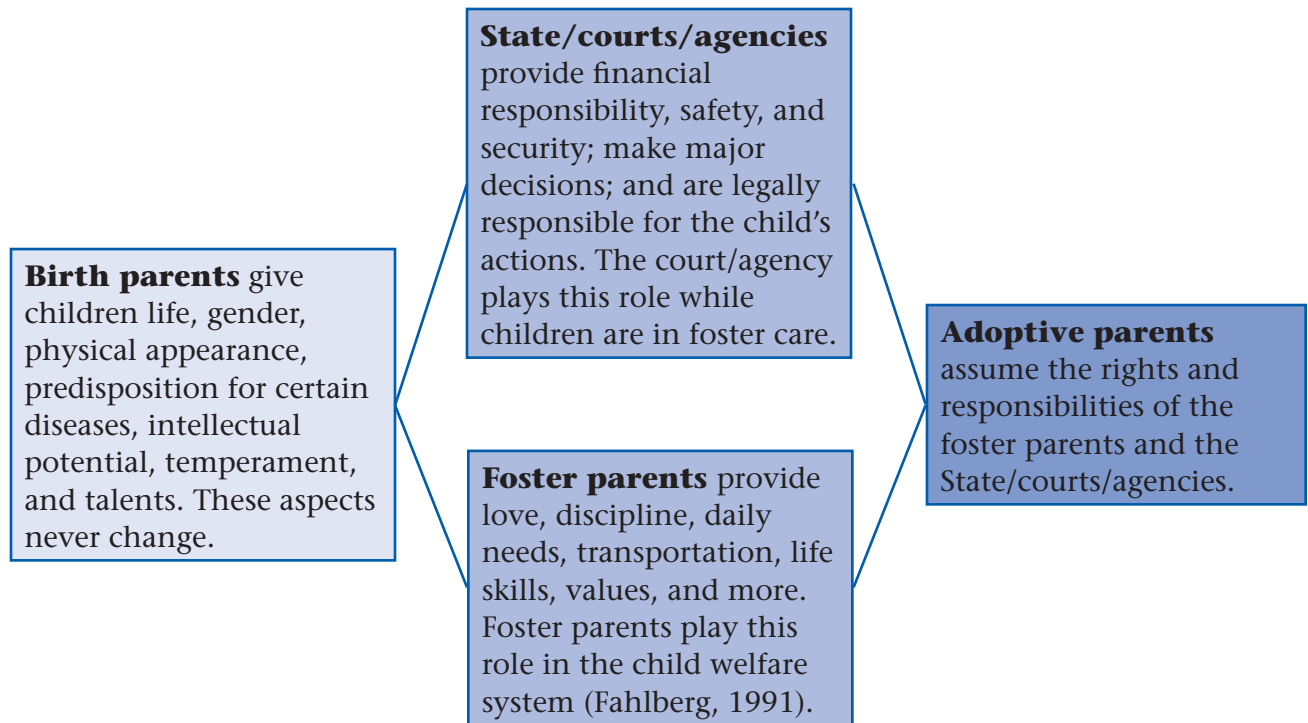 Birth parents give
children life, gender,
physical appearance,
predisposition for certain
diseases, intellectual
potential, temperament,
and talents. These aspects
never change.
State/courts/agencies
provide financial
responsibility, safety, and
security; make major
decisions; and are legally
responsible for the child’s
actions. The court/agency
plays this role while
children are in foster care.
Foster parents provide
love, discipline, daily
needs, transportation, life
skills, values, and more.
Foster parents play this
role in the child welfare
system (Fahlberg, 1991).
Adoptive parents
assume the rights and
responsibilities of the
foster parents and the
State/courts/agencies.